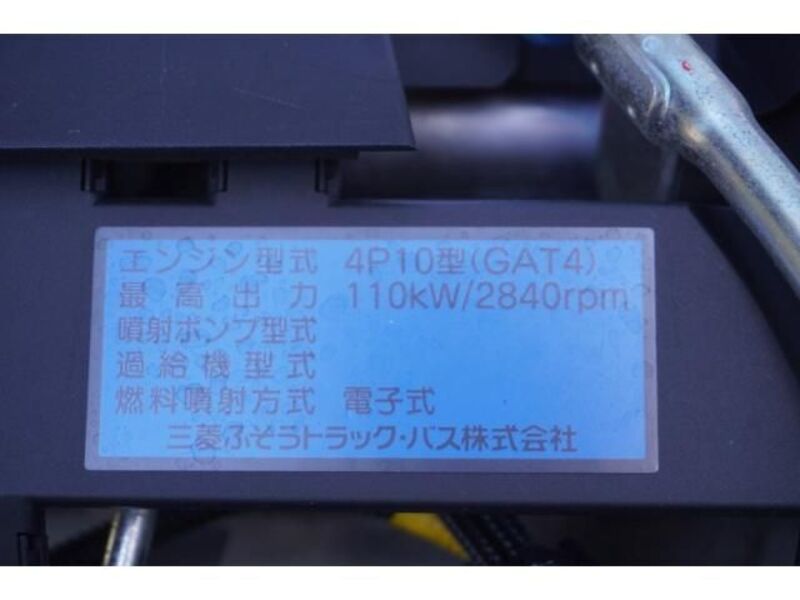 エンジン型式 4P10型(GAT4)
最高出力 110kW/2840rpm
噴射ポンプ型式
過給機型式
燃料噴射方式 電子式
三菱ふそうトラック・バス株式会社